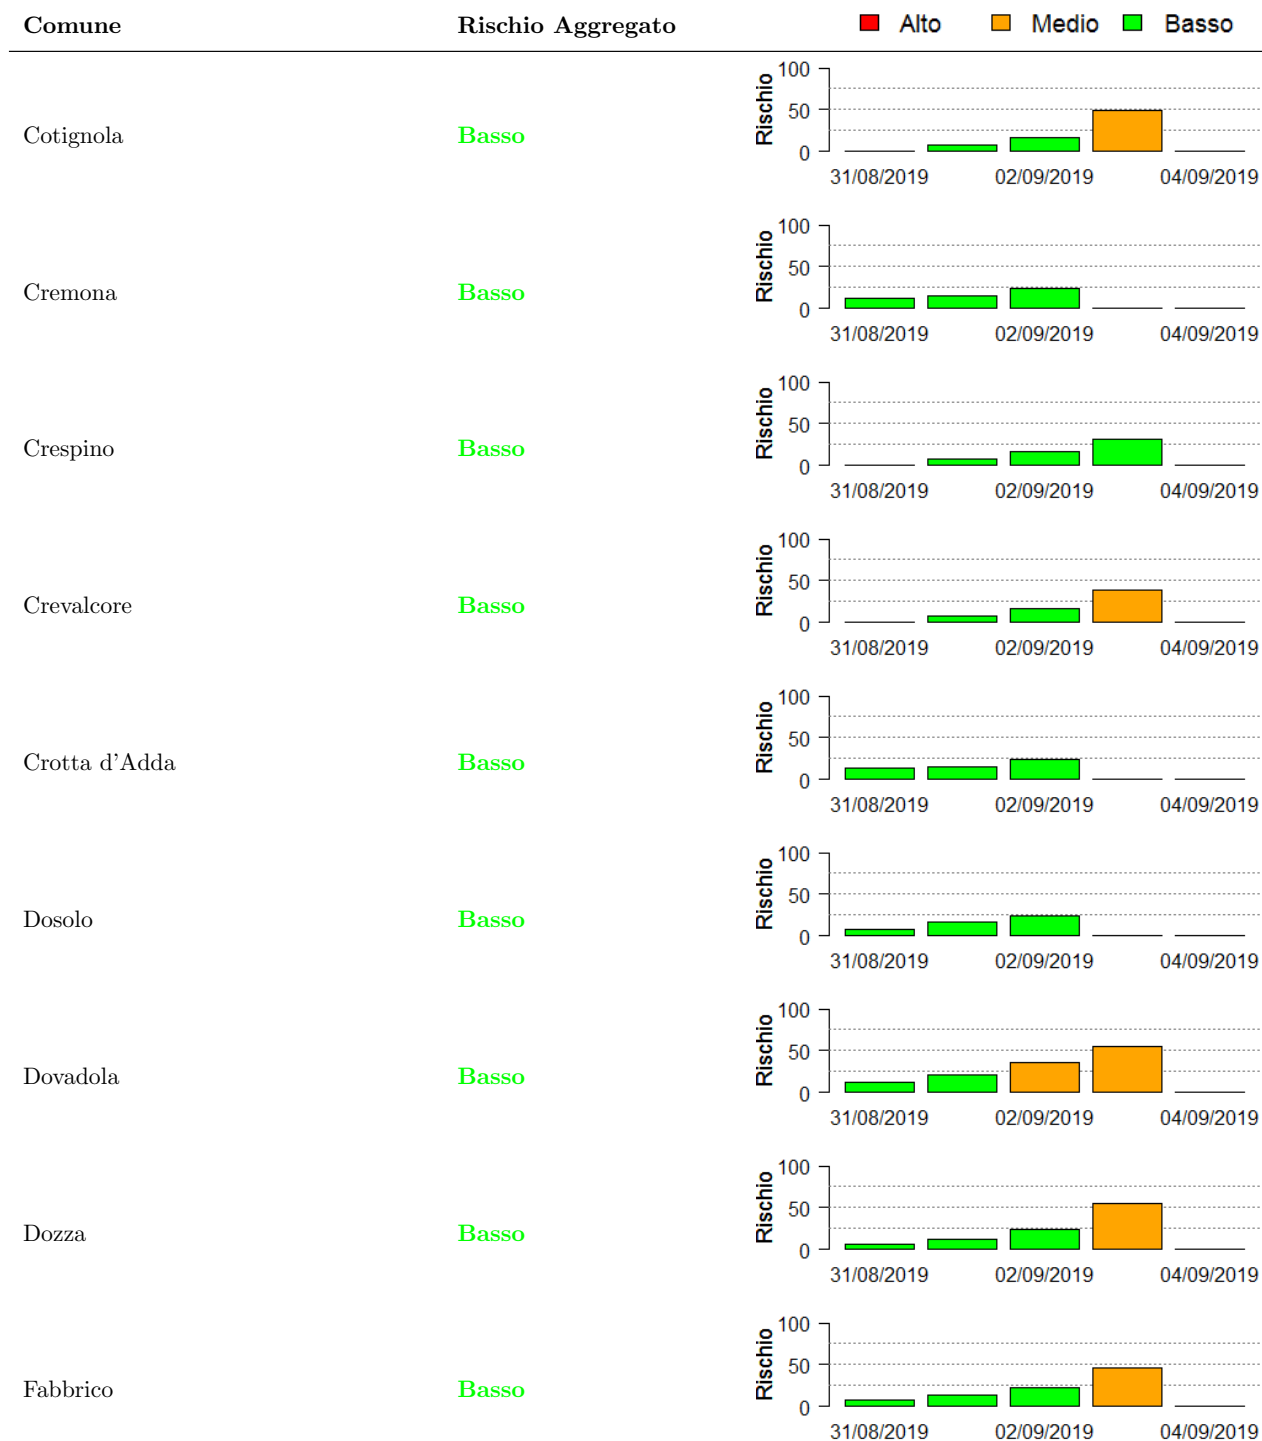 Comune Rischio Aggregato Alto Medio Basso
Cotignola Basso Rischio 100 50 0
31/08/2019 02/09/2019 04/09/2019
Cremona Basso Rischio 100 50 0
31/08/2019 02/09/2019 04/09/2019
Crespino Basso Rischio 100 50 0
31/08/2019 02/09/2019 04/09/2019
Crevalcore Basso Rischio 100 50 0
31/08/2019 02/09/2019 04/09/2019
Crotta d'Adda Basso Rischio 100 50 0
31/08/2019 02/09/2019 04/09/2019
Dosolo Basso Rischio 100 50 0
31/08/2019 02/09/2019 04/09/2019
Dovadola Basso Rischio 100 50 0
31/08/2019 02/09/2019 04/09/2019
Dozza Basso Rischio 100 50 0
31/08/2019 02/09/2019 04/09/2019
Fabbrico Basso Rischio 100 50 0
31/08/2019 02/09/2019 04/09/2019